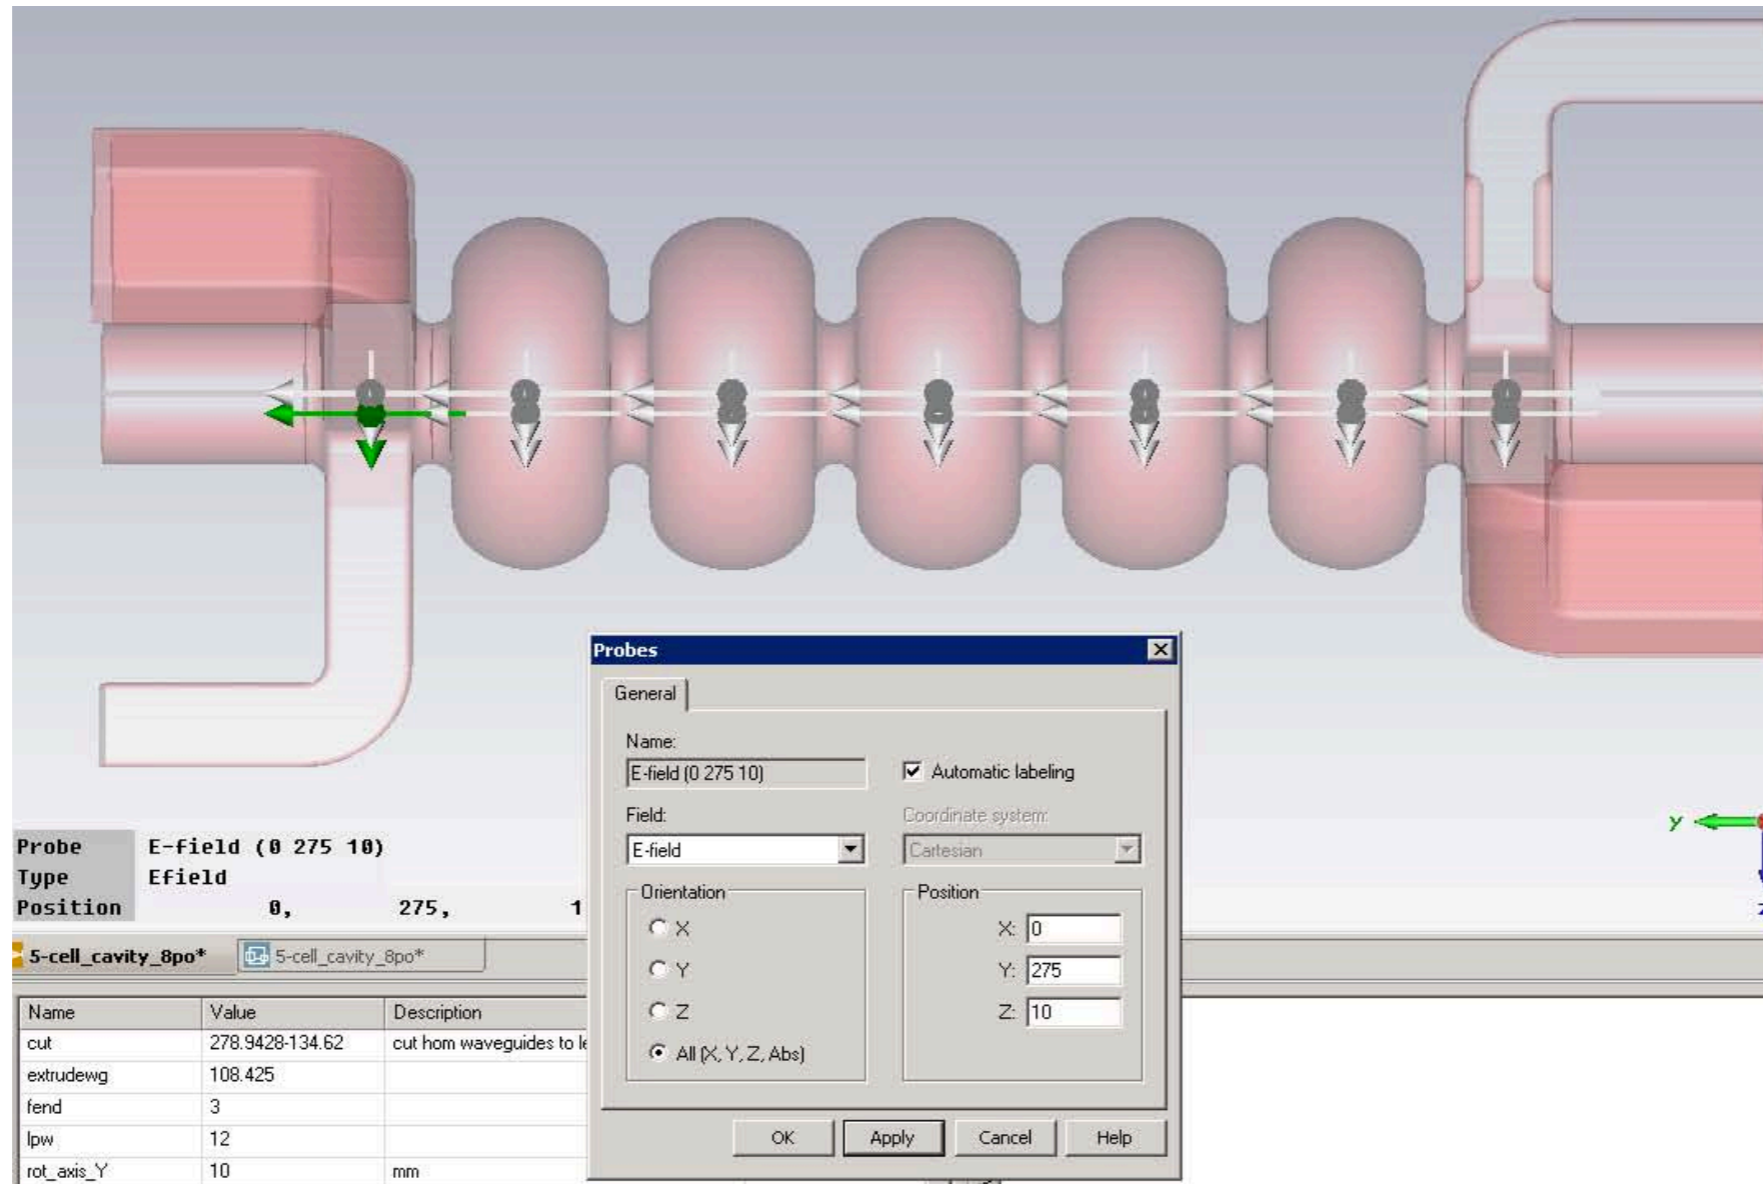 Probes
General
Name:
E-field (0 275 10)
Automatic labeling
Field:
Coordinate system:
E-field
Cartesian
Orientation
Position
X
X: 0
Y
Y: 275
Z
Z: 10
All (X, Y, Z, Abs)
OK Apply Cancel Help
y
Probe E-field (0 275 10)
Type Efield
Position 0, 275, 1
5-cell_cavity_8po* 5-cell_cavity_8po*
Name Value Description
cut 278.9428-134.62 cut hom waveguides to
extrudewg 108.425
fend 3
lpw 12
rot_axis_Y 10 mm